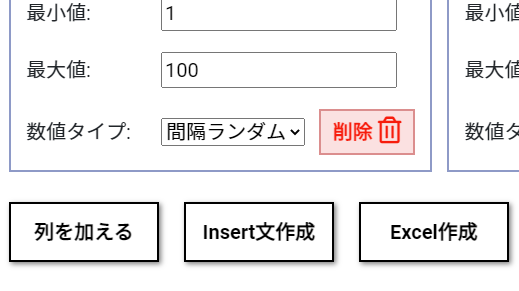 最小値: 1
最大値: 100
数値タイプ: 間隔ランダム 削除
最小値
最大値
数値タ
列を加える Insert文作成 Excel作成